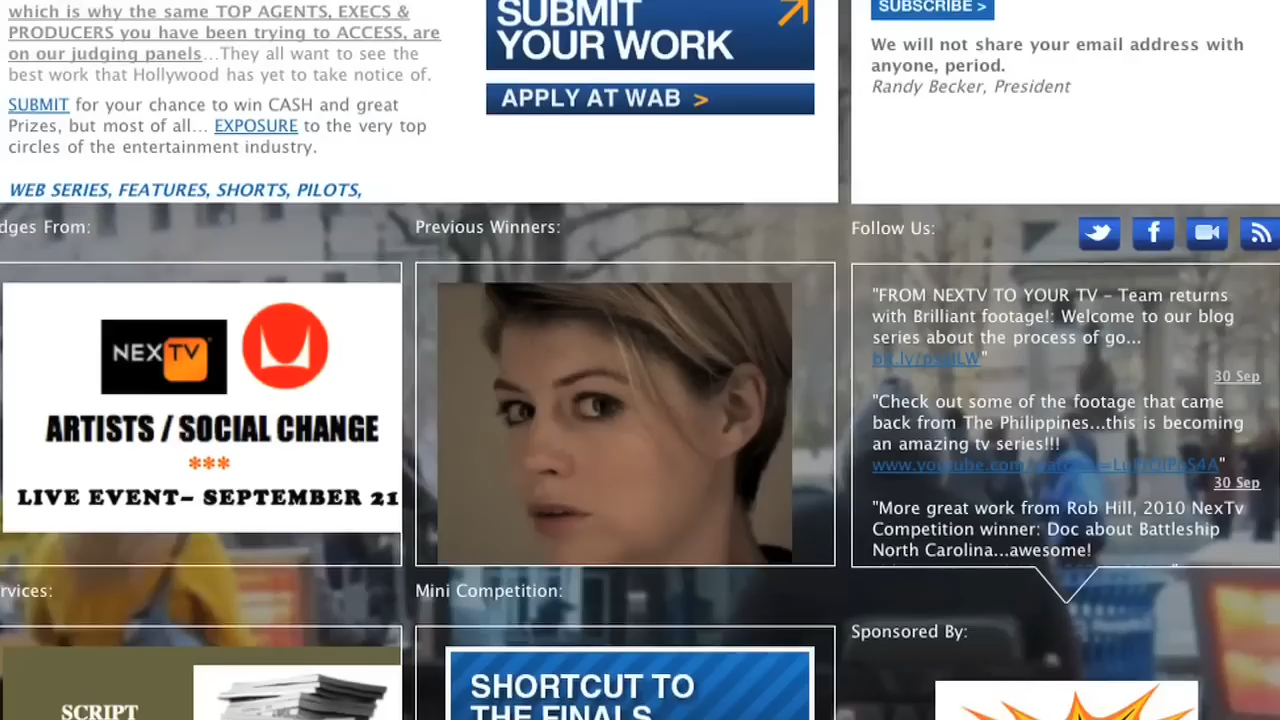 which is why the same TOP AGENTS, EXECS &
PRODUCERS you have been trying to ACCESS, are
on our judging panels...They all want to see the
best work that Hollywood has yet to take notice of.
SUBMIT for your chance to win CASH and great
Prizes, but most of all... EXPOSURE to the very top
circles of the entertainment industry.
WEB SERIES, FEATURES, SHORTS, PILOTS,
SUBMIT
YOUR WORK
APPLY AT WAB >
SUBSCRIBE >
We will not share your email address with
anyone, period.
Randy Becker, President
dges From:
NEXTV
ARTISTS / SOCIAL CHANGE
***
LIVE EVENT– SEPTEMBER 21
Previous Winners:
Follow Us:
"FROM NEXTV TO YOUR TV – Team returns
with Brilliant footage!: Welcome to our blog
series about the process of go...
30 Sep
"Check out some of the footage that came
back from The Philippines...this is becoming
an amazing tv series!!!
30 Sep
"More great work from Rob Hill, 2010 NexTv
Competition winner: Doc about Battleship
North Carolina...awesome!
rvices:
SCRIPT
Mini Competition:
SHORTCUT TO
THE FINALS
Sponsored By: